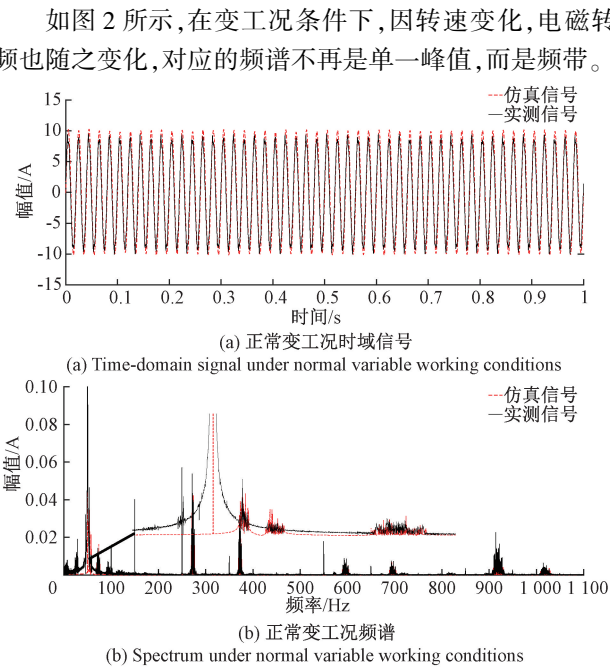 如图 2 所示,在变工况条件下,因转速变化,电磁转
频也随之变化,对应的频谱不再是单一峰值,而是频带。
15
10
5
0
-5
-10
-15
幅值/A
仿真信号
实测信号
0 0.1 0.2 0.3 0.4 0.5 0.6 0.7 0.8 0.9 1
时间/s
(a) 正常变工况时域信号
(a) Time-domain signal under normal variable working conditions
0.10
0.08
0.06
0.04
0.02
幅值/A
仿真信号
实测信号
0 100 200 300 400 500 600 700 800 900 1 000 1 100
频率/Hz
(b) 正常变工况频谱
(b) Spectrum under normal variable working conditions